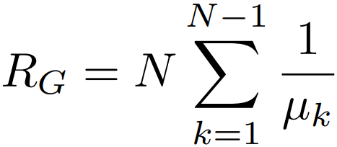 R_G = N \sum_{k=1}^{N-1} \frac{1}{\mu_k}